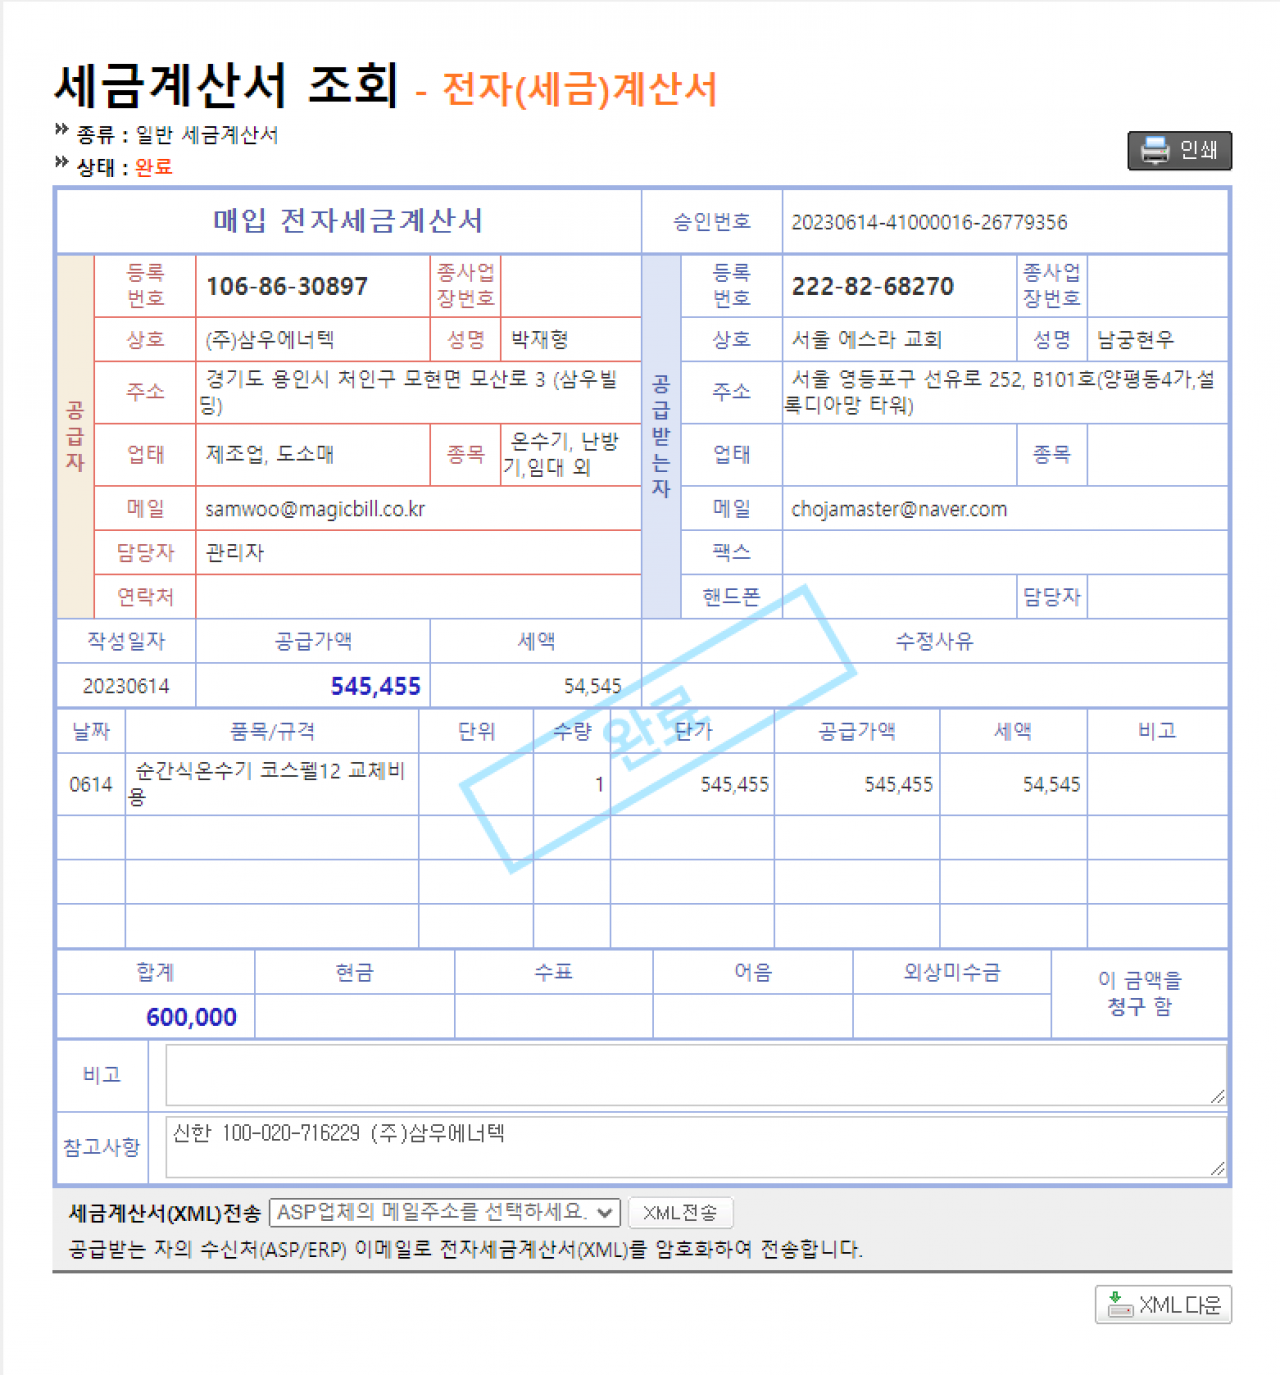 세금계산서 조회 - 전자(세금)계산서
종류 : 일반 세금계산서
상태 : 완료
인쇄
매입 전자세금계산서 승인번호 20230614-41000016-26779356
공급자
등록번호 106-86-30897 종사업장번호
상호 (주)삼우에너텍 성명 박재형
주소 경기도 용인시 처인구 모현면 모산로 3 (삼우빌
딩)
업태 제조업, 도소매 종목 온수기, 난방
기,임대 외
메일 samwoo@magicbill.co.kr
담당자 관리자
연락처
공급받는자
등록번호 222-82-68270 종사업장번호
상호 서울 에스라 교회 성명 남궁현우
주소 서울 영등포구 선유로 252, B101호(양평동4가,설
록디아망 타워)
업태 종목
메일 chojamaster@naver.com
팩스
핸드폰 담당자
작성일자 공급가액 세액 수정사유
20230614 545,455 54,545
완료
날짜 품목/규격 단위 수량 단가 공급가액 세액 비고
0614 순간식온수기 코스펠12 교체비
용 1 545,455 545,455 54,545
합계 현금 수표 어음 외상미수금 이 금액을
청구 함
600,000
비고
참고사항 신한 100-020-716229 (주)삼우에너텍
세금계산서(XML)전송 ASP업체의 메일주소를 선택하세요. XML전송
공급받는 자의 수신처(ASP/ERP) 이메일로 전자세금계산서(XML)를 암호화하여 전송합니다.
XML다운